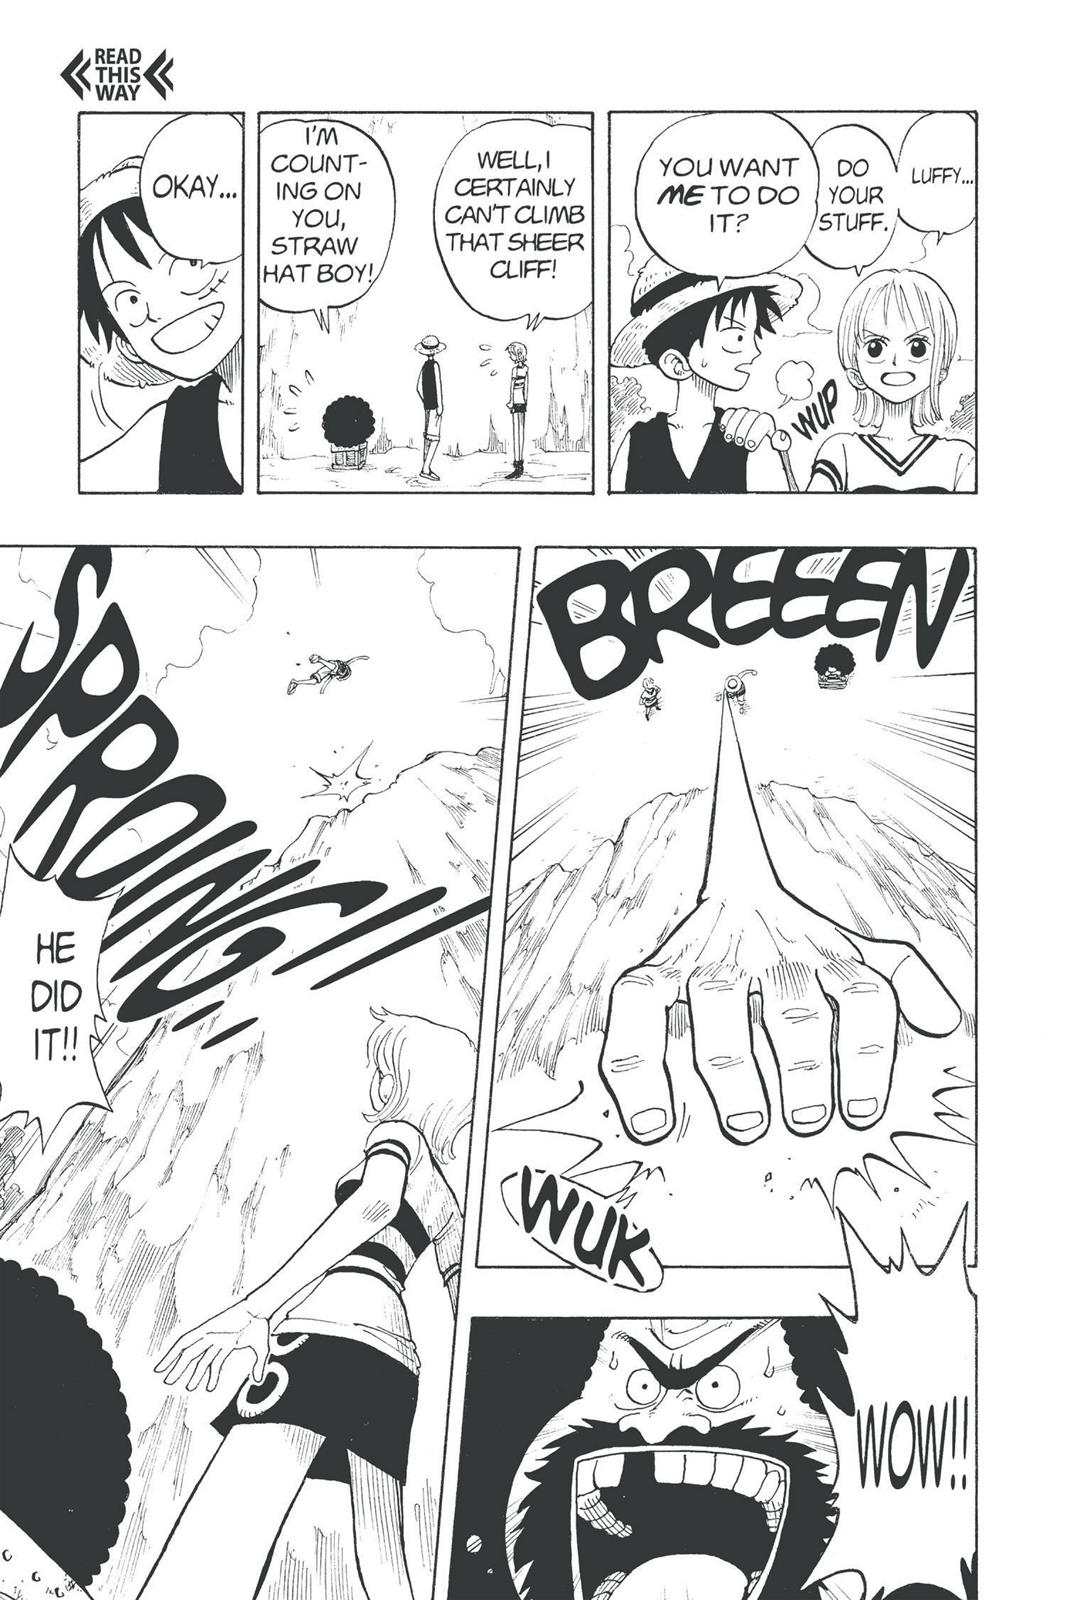 READ
THIS
WAY
LUFFY...
DO
YOUR
STUFF.
YOU WANT
ME TO DO
IT?
WUP
WELL, I
CERTAINLY
CAN'T CLIMB
THAT SHEER
CLIFF!
I'M
COUNT-
ING ON
YOU,
STRAW
HAT BOY!
OKAY...
BREEEN
WUK
WOW!!
SPROING!!
HE
DID
IT!!